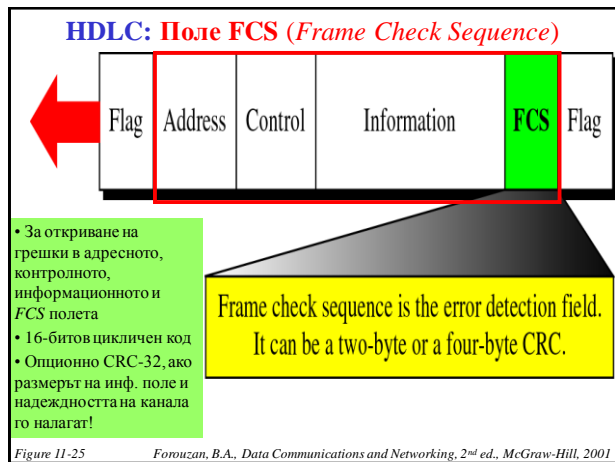 HDLC: Поле FCS (Frame Check Sequence)
Flag Address Control Information FCS Flag
• За откриване на
грешки в адресното,
контролното,
информационното и
FCS полета
• 16-битов цикличен код
• Опционно CRC-32, ако
размерът на инф. поле и
надеждността на канала
го налагат!
Frame check sequence is the error detection field.
It can be a two-byte or a four-byte CRC.
Figure 11-25 Forouzan, B.A., Data Communications and Networking, 2nd ed., McGraw-Hill, 2001